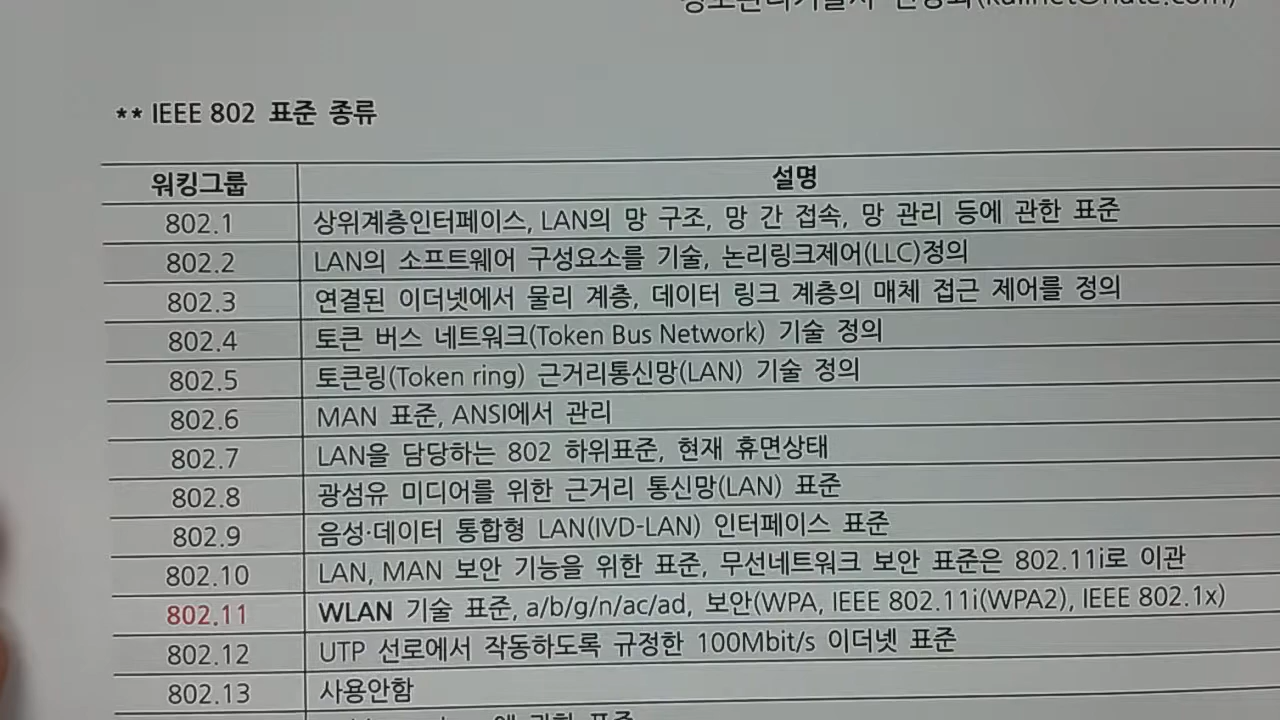 ** IEEE 802 표준 종류
워킹그룹 설명
802.1 상위계층인터페이스, LAN의 망 구조, 망 간 접속, 망 관리 등에 관한 표준
802.2 LAN의 소프트웨어 구성요소를 기술, 논리링크제어(LLC)정의
802.3 연결된 이더넷에서 물리 계층, 데이터 링크 계층의 매체 접근 제어를 정의
802.4 토큰 버스 네트워크(Token Bus Network) 기술 정의
802.5 토큰링(Token ring) 근거리통신망(LAN) 기술 정의
802.6 MAN 표준, ANSI에서 관리
802.7 LAN을 담당하는 802 하위표준, 현재 휴면상태
802.8 광섬유 미디어를 위한 근거리 통신망(LAN) 표준
802.9 음성·데이터 통합형 LAN(IVD-LAN) 인터페이스 표준
802.10 LAN, MAN 보안 기능을 위한 표준, 무선네트워크 보안 표준은 802.11i로 이관
802.11 WLAN 기술 표준, a/b/g/n/ac/ad, 보안(WPA, IEEE 802.11i(WPA2), IEEE 802.1x)
802.12 UTP 선로에서 작동하도록 규정한 100Mbit/s 이더넷 표준
802.13 사용안함